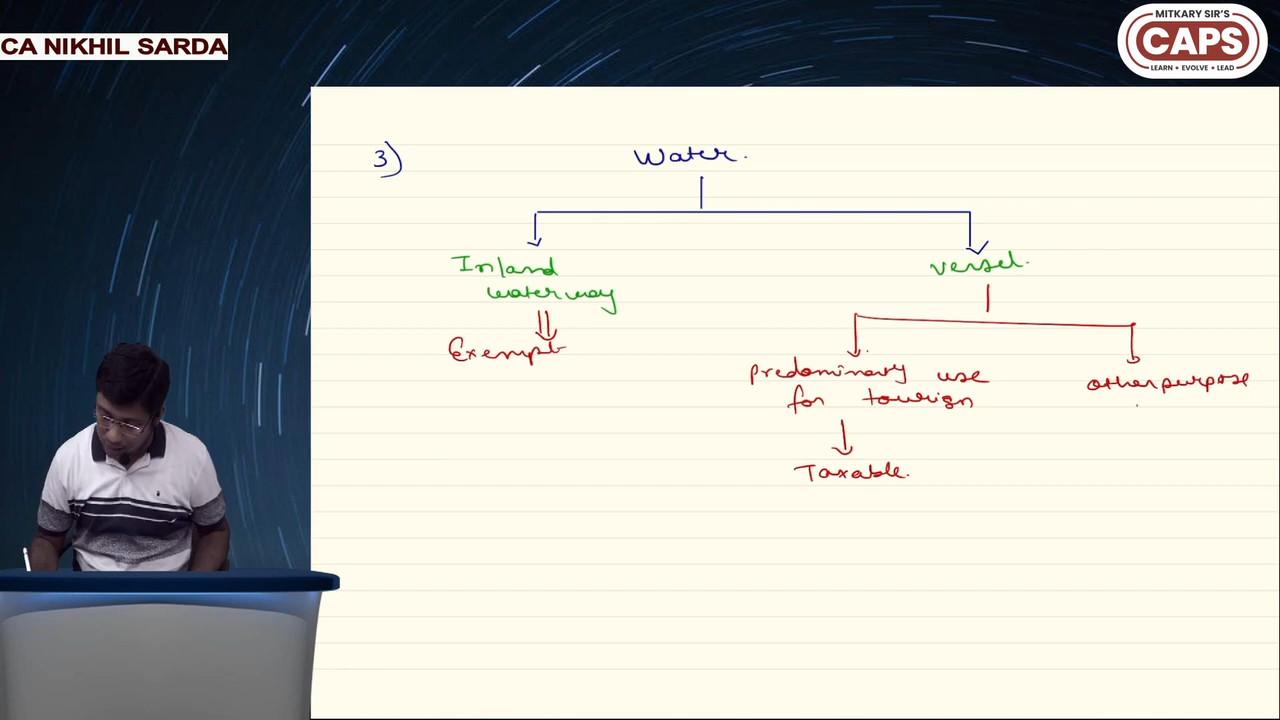 CA NIKHIL SARDA
MITKARY SIR'S
CAPS
LEARN • EVOLVE • LEAD
3)
Water.
Inland
waterway
Exempt
Vessel.
Predominary use
for tourism
Taxable.
other purpose